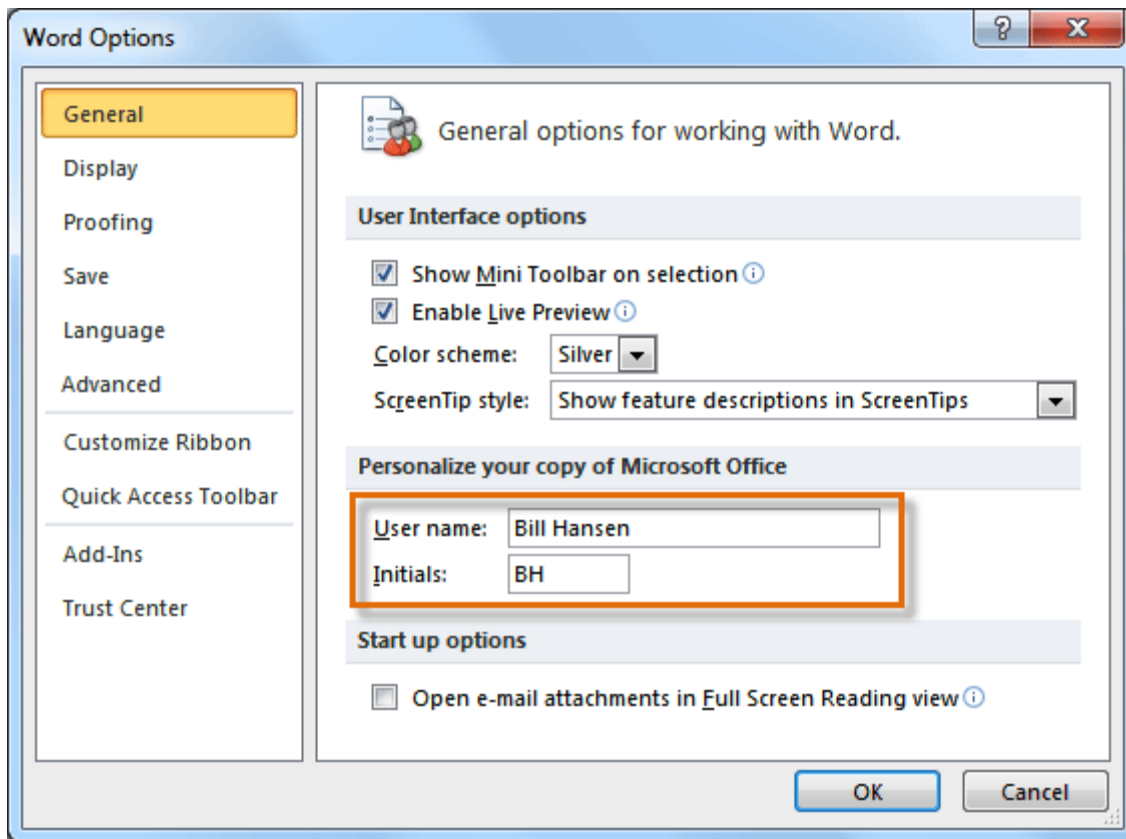 Word Options
General
Display
Proofing
Save
Language
Advanced
Customize Ribbon
Quick Access Toolbar
Add-Ins
Trust Center
General options for working with Word.
User Interface options
Show Mini Toolbar on selection
Enable Live Preview
Color scheme: Silver
ScreenTip style: Show feature descriptions in ScreenTips
Personalize your copy of Microsoft Office
User name: Bill Hansen
Initials: BH
Start up options
Open e-mail attachments in Full Screen Reading view
OK Cancel